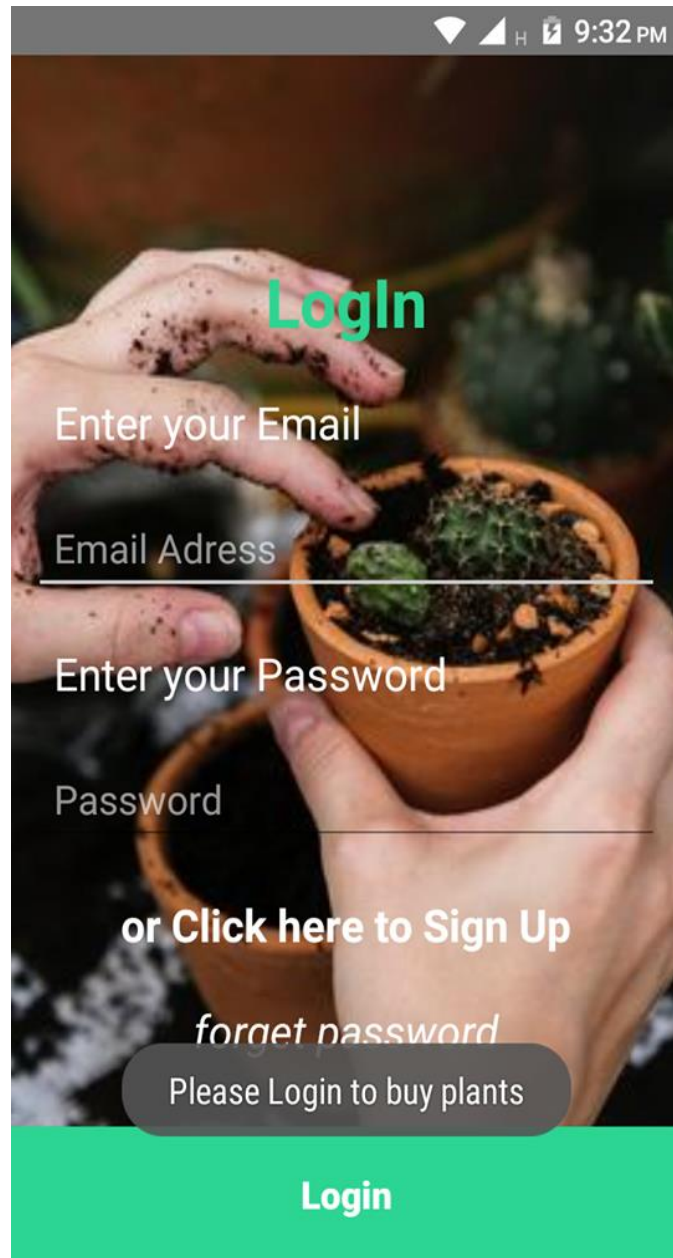 H 9:32 PM
LogIn
Enter your Email
Email Adress
Enter your Password
Password
or Click here to Sign Up
forget password
Please Login to buy plants
Login